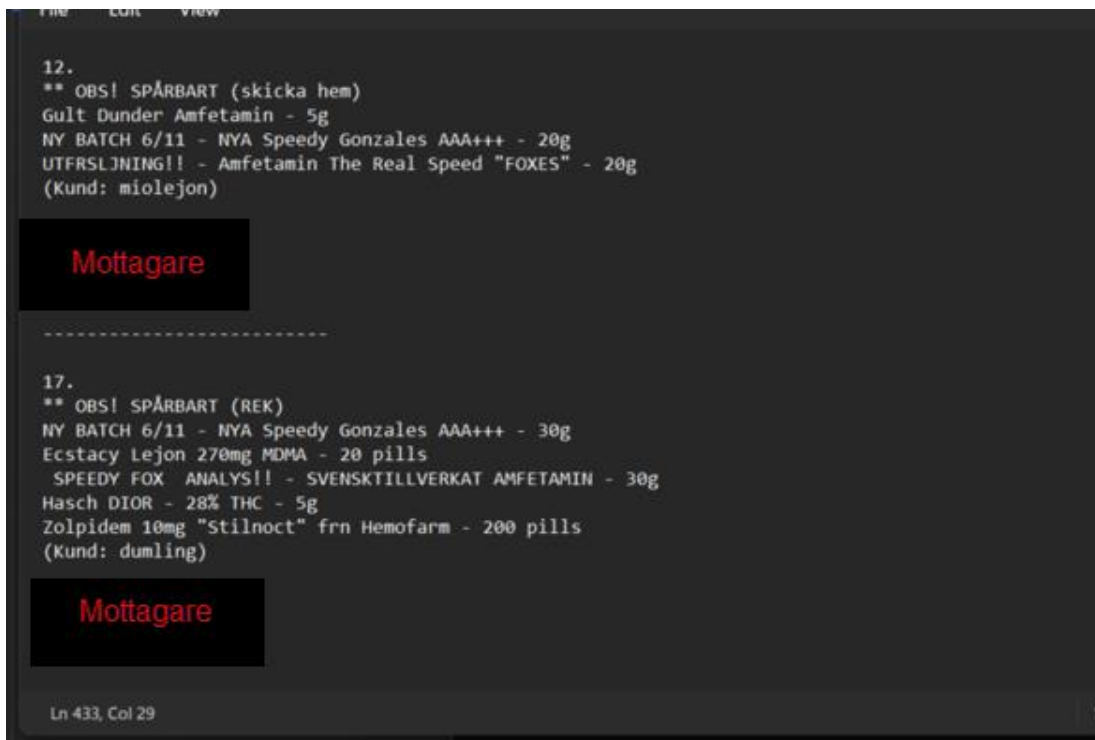 File Edit View
12.
** OBS! SPÅRBART (skicka hem)
Gult Dunder Amfetamin - 5g
NY BATCH 6/11 - NYA Speedy Gonzales AAA+++ - 20g
UTFRSLJNING!! - Amfetamin The Real Speed "FOXES" - 20g
(Kund: miolejon)
Mottagare
---------------------------
17.
** OBS! SPÅRBART (REK)
NY BATCH 6/11 - NYA Speedy Gonzales AAA+++ - 30g
Ecstacy Lejon 270mg MDMA - 20 pills
SPEEDY FOX  ANALYS!! - SVENSKTILLVERKAT AMFETAMIN - 30g
Hasch DIOR - 28% THC - 5g
Zolpidem 10mg "Stilnoct" frn Hemofarm - 200 pills
(Kund: dumling)
Mottagare
Ln 433, Col 29